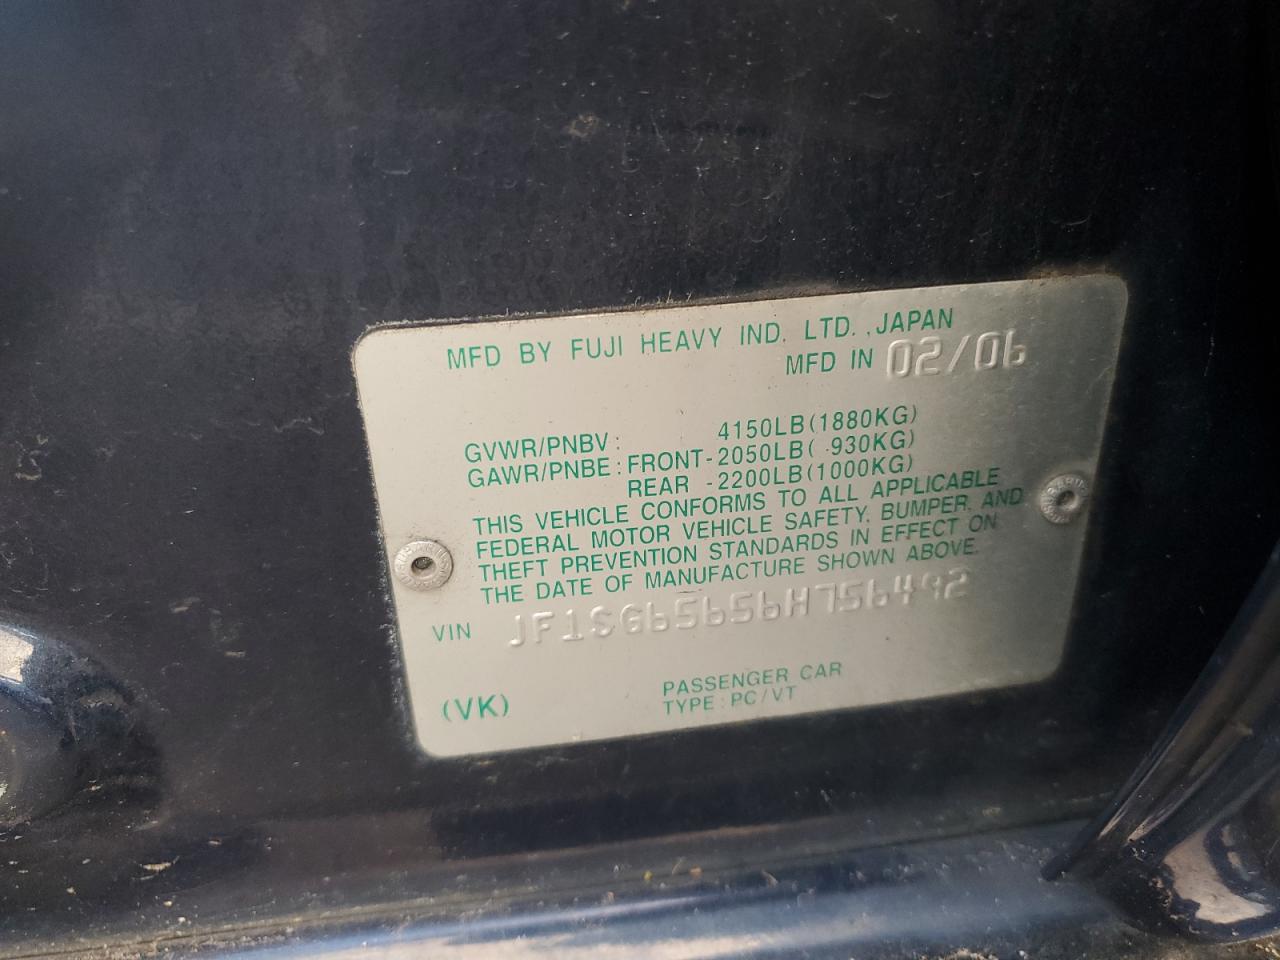 MFD BY FUJI HEAVY IND. LTD., JAPAN
MFD IN 02/06
GVWR/PNBV: 4150LB(1880KG)
GAWR/PNBE: FRONT-2050LB( 930KG)
REAR -2200LB(1000KG)
THIS VEHICLE CONFORMS TO ALL APPLICABLE
FEDERAL MOTOR VEHICLE SAFETY, BUMPER, AND
THEFT PREVENTION STANDARDS IN EFFECT ON
THE DATE OF MANUFACTURE SHOWN ABOVE.
VIN JF1SG65656H756492
PASSENGER CAR
(VK) TYPE: PC/VT